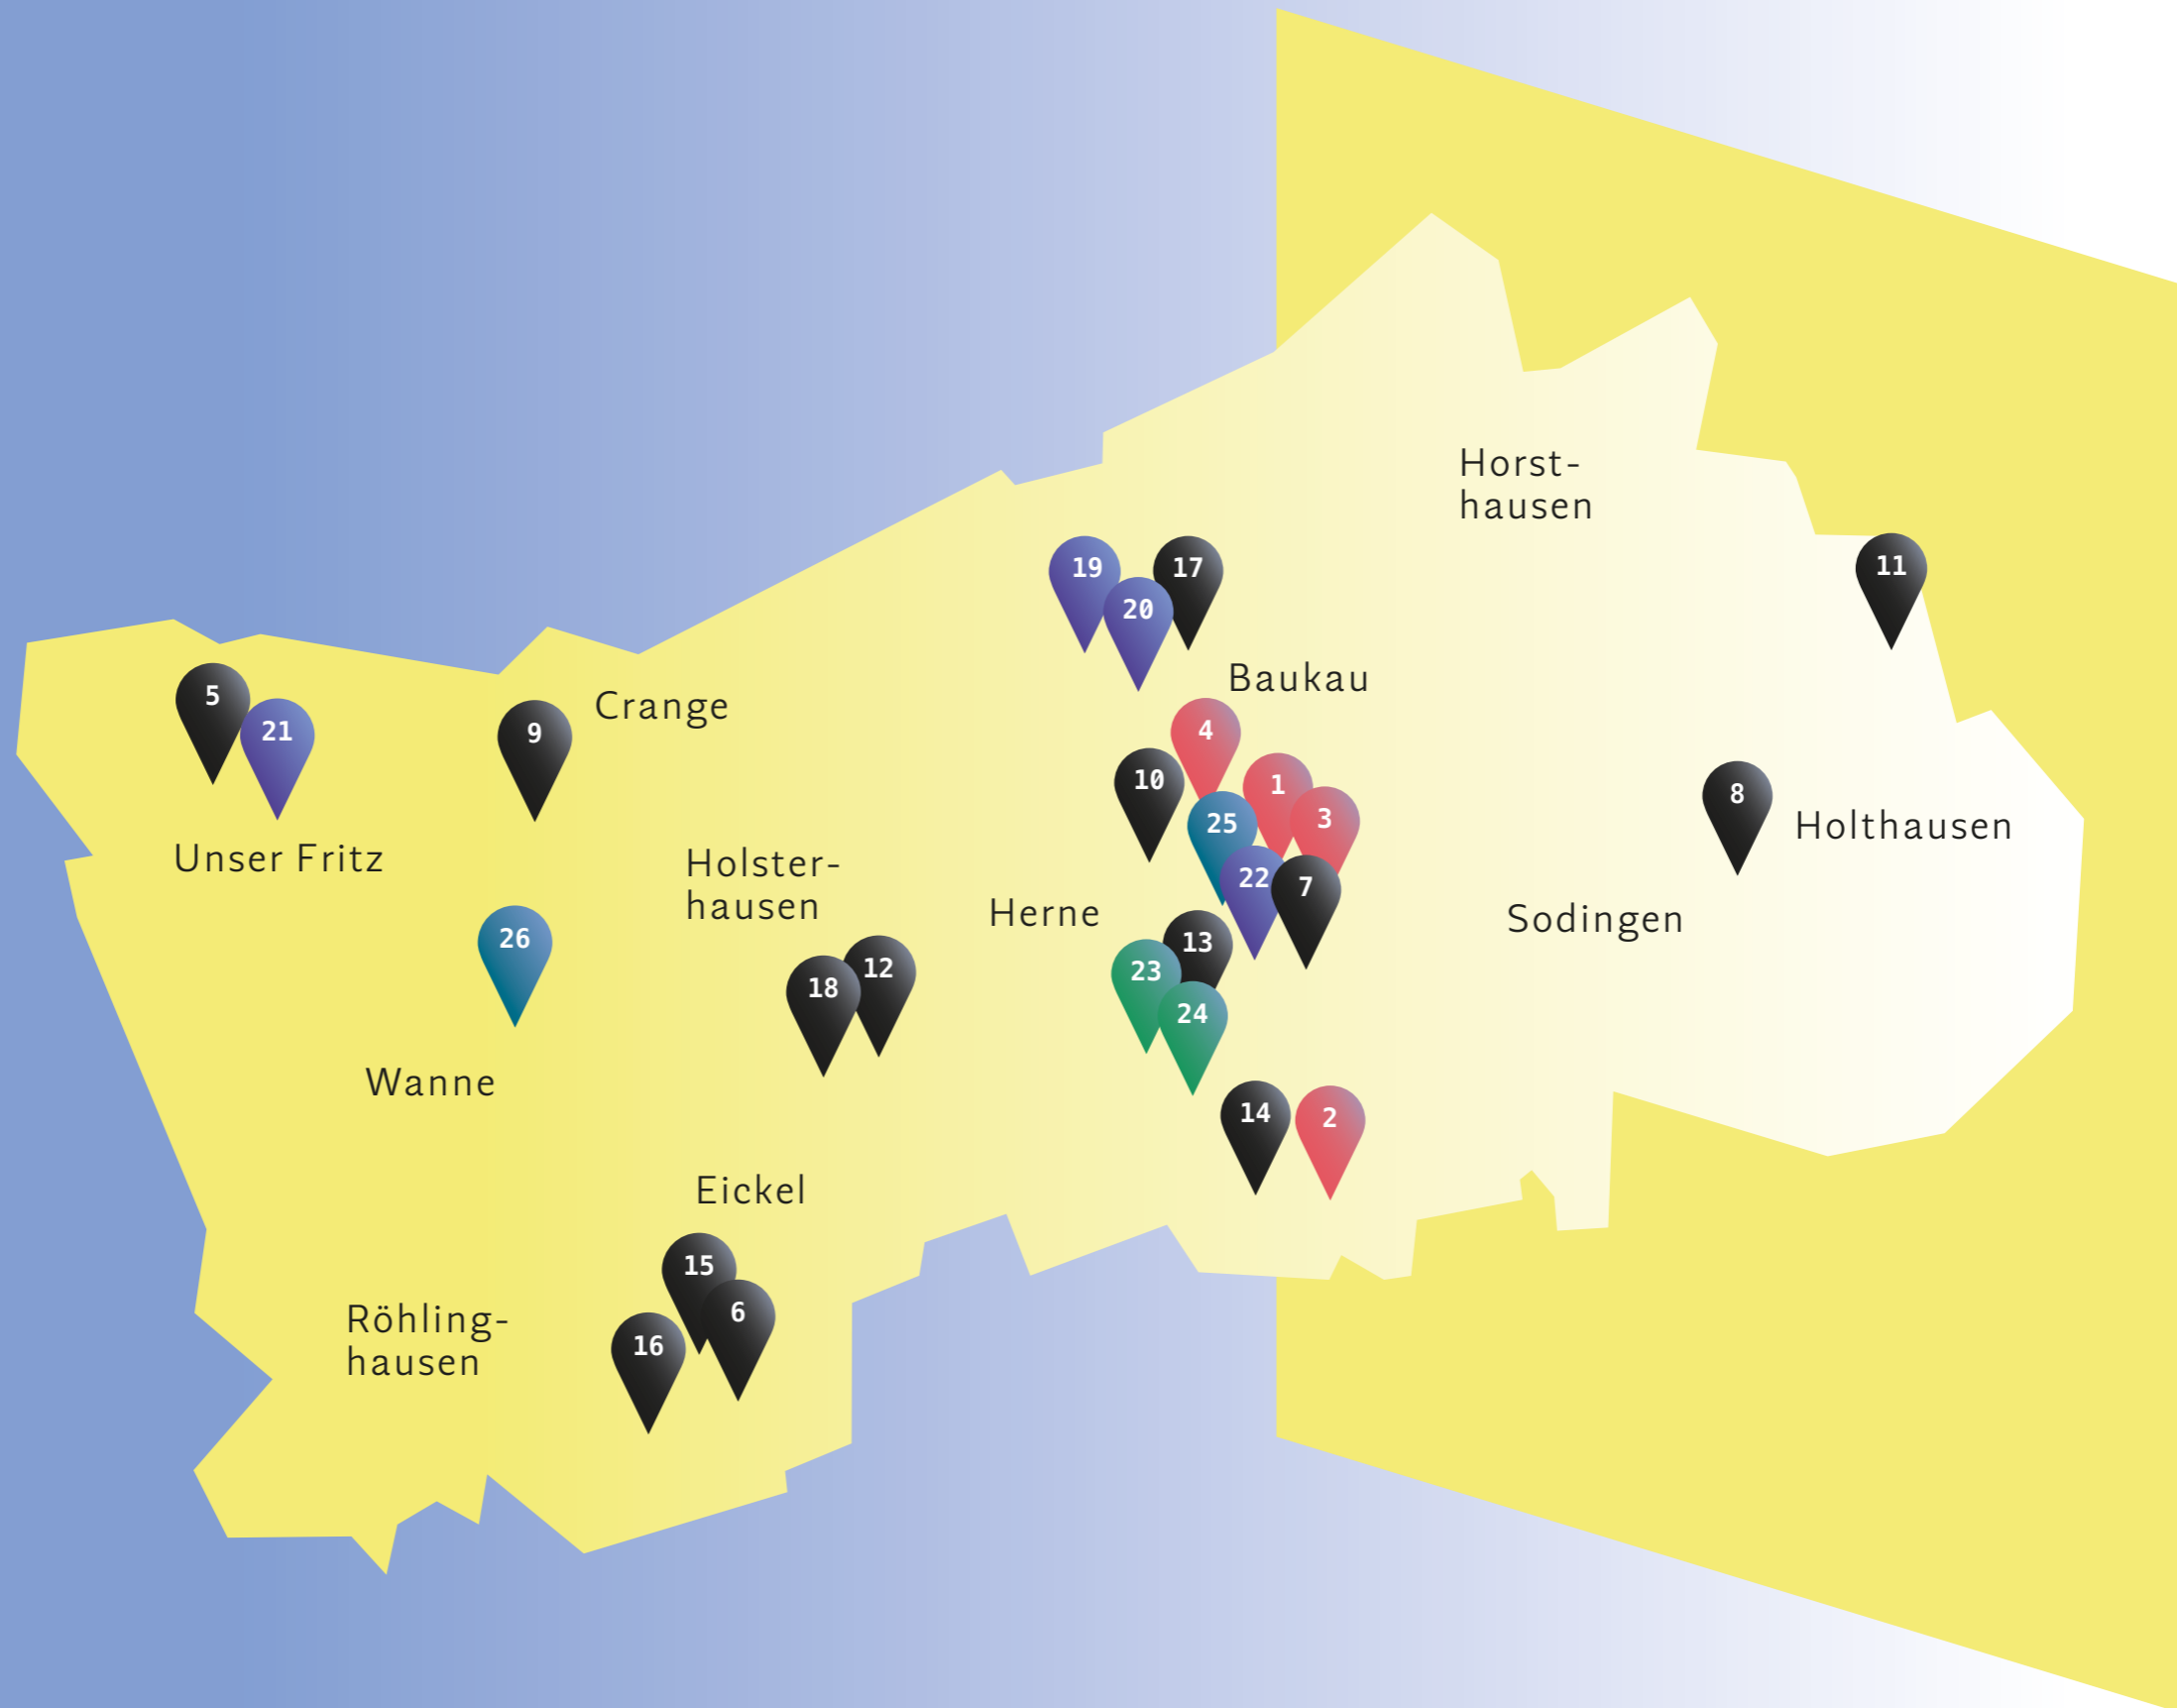 Horst-
hausen
19
17
11
20
Baukau
5
21
9
Crange
4
10
1
8
25
3
Holthausen
Unser Fritz
Holster-
hausen
22
7
Herne
Sodingen
26
18
12
13
23
24
Wanne
14
2
Eickel
15
6
16
Röhling-
hausen